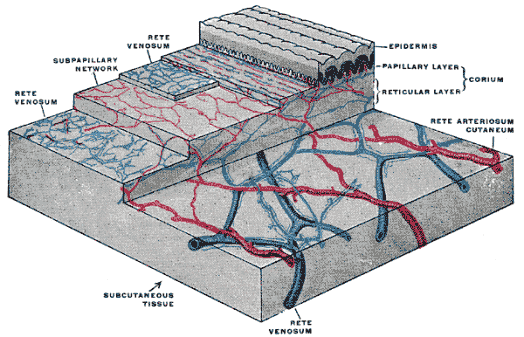 RETE
VENOSUM
SUBPAPILLARY
NETWORK
RETE
VENOSUM
EPIDERMIS
PAPILLARY LAYER
CORIUM
RETICULAR LAYER
RETE ARTERIOSUM
CUTANEUM
SUBCUTANEOUS
TISSUE
RETE
VENOSUM